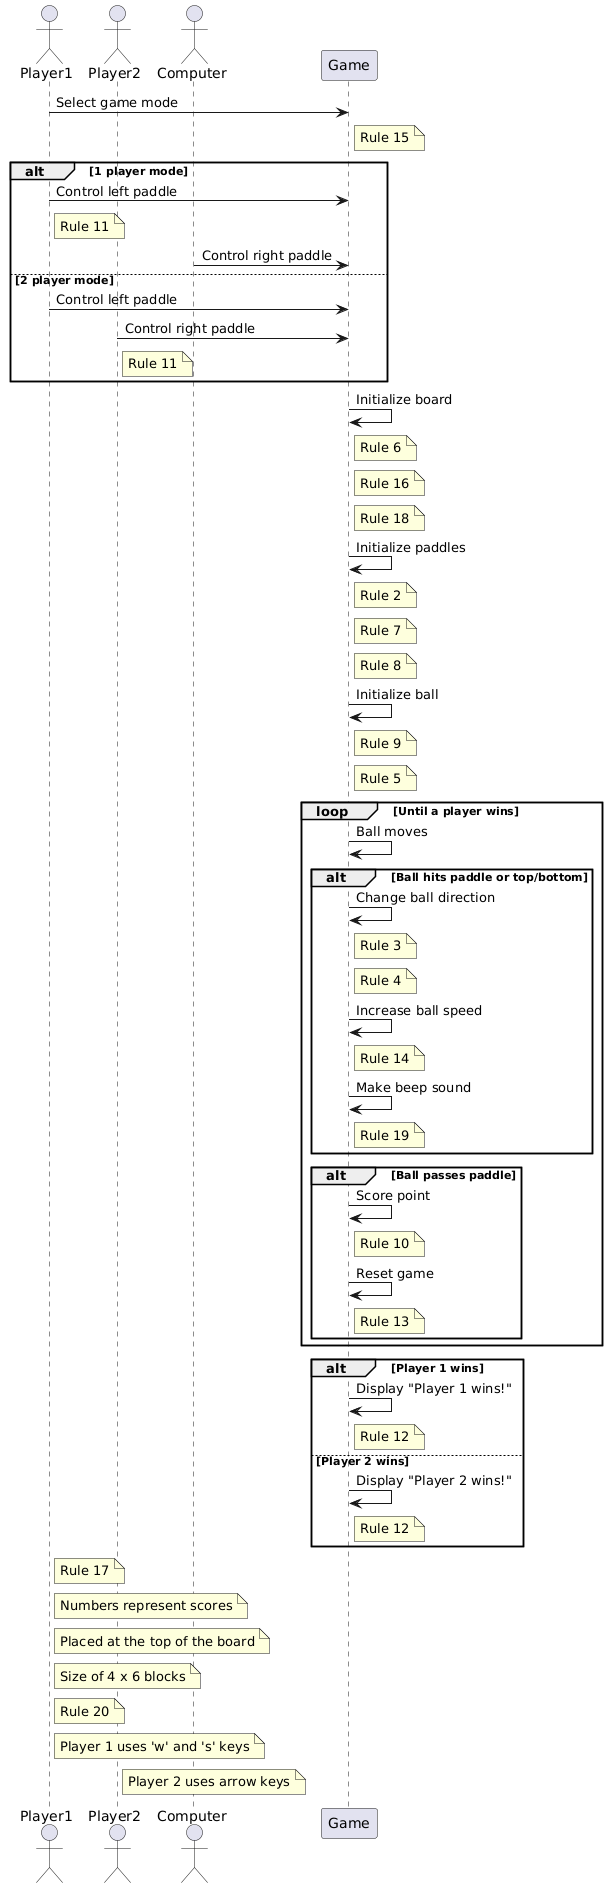 Player1 Player2 Computer
Game
Select game mode
Rule 15
alt [1 player mode]
Control left paddle
Rule 11
Control right paddle
[2 player mode]
Control left paddle
Control right paddle
Rule 11
Initialize board
Rule 6
Rule 16
Rule 18
Initialize paddles
Rule 2
Rule 7
Rule 8
Initialize ball
Rule 9
Rule 5
loop [Until a player wins]
Ball moves
alt [Ball hits paddle or top/bottom]
Change ball direction
Rule 3
Rule 4
Increase ball speed
Rule 14
Make beep sound
Rule 19
alt [Ball passes paddle]
Score point
Rule 10
Reset game
Rule 13
alt [Player 1 wins]
Display "Player 1 wins!"
Rule 12
[Player 2 wins]
Display "Player 2 wins!"
Rule 12
Rule 17
Numbers represent scores
Placed at the top of the board
Size of 4 x 6 blocks
Rule 20
Player 1 uses 'w' and 's' keys
Player 2 uses arrow keys
Player1 Player2 Computer
Game